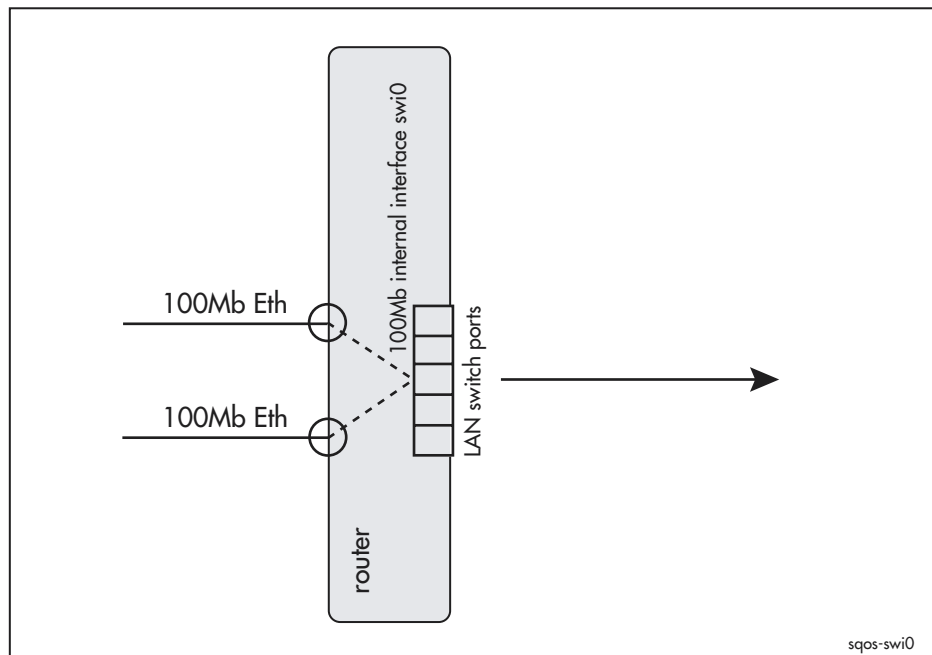 100Mb internal interface swi0
100Mb Eth
100Mb Eth
LAN switch ports
router
sqos-swi0